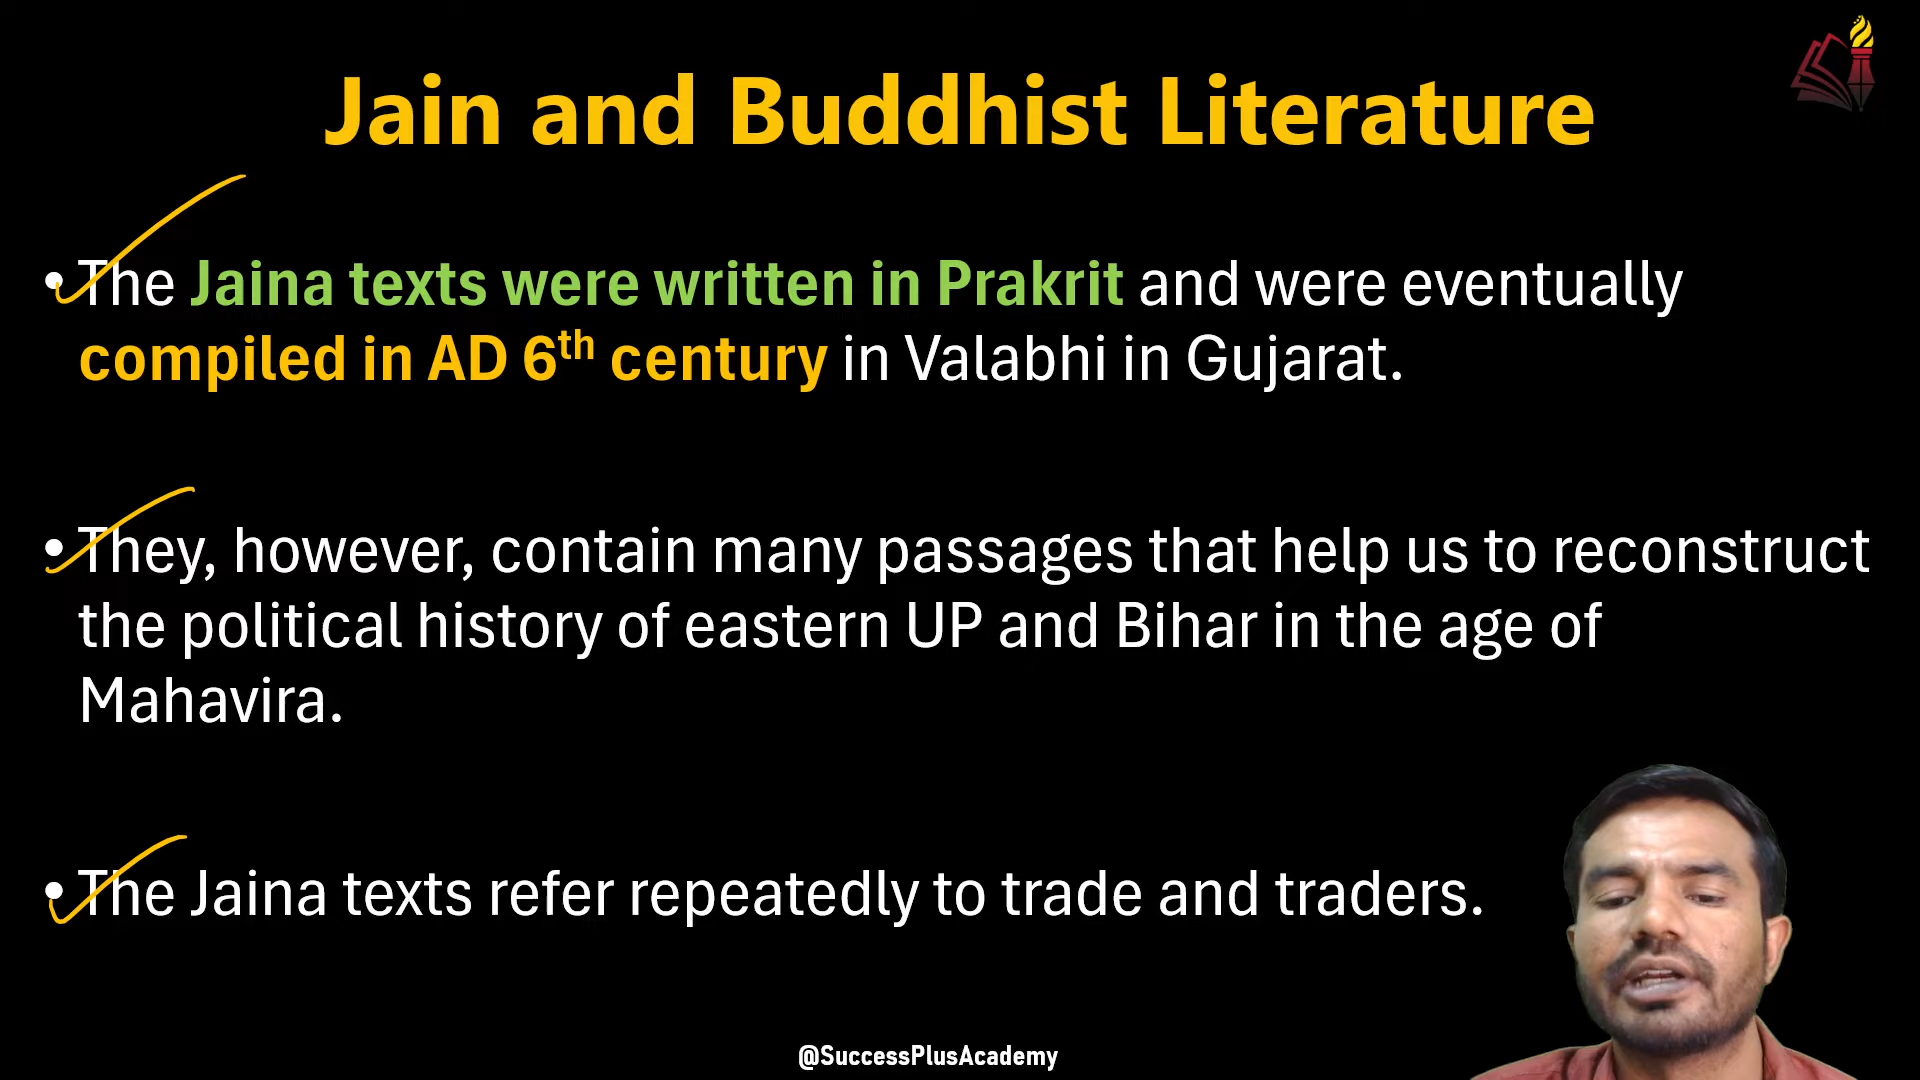 Jain and Buddhist Literature
• The Jaina texts were written in Prakrit and were eventually
compiled in AD 6th century in Valabhi in Gujarat.
• They, however, contain many passages that help us to reconstruct
the political history of eastern UP and Bihar in the age of
Mahavira.
• The Jaina texts refer repeatedly to trade and traders.
@SuccessPlusAcademy